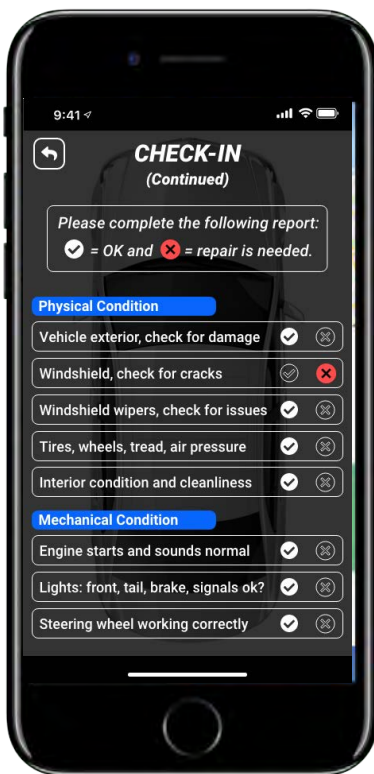 9:41
CHECK-IN
(Continued)
Please complete the following report:
= OK and = repair is needed.
Physical Condition
Vehicle exterior, check for damage
Windshield, check for cracks
Windshield wipers, check for issues
Tires, wheels, tread, air pressure
Interior condition and cleanliness
Mechanical Condition
Engine starts and sounds normal
Lights: front, tail, brake, signals ok?
Steering wheel working correctly